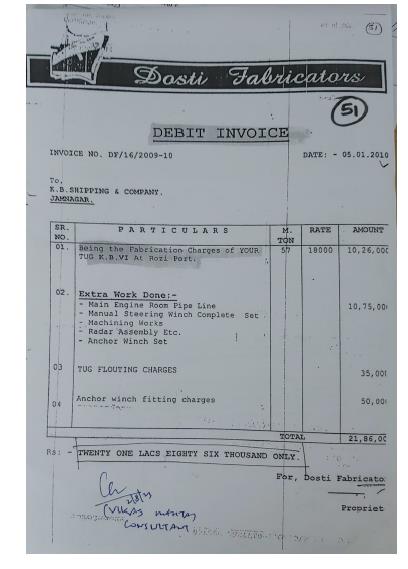 51
Dosti Fabricators
51
DEBIT INVOICE
INVOICE NO. DF/16/2009-10 DATE: - 05.01.2010
To,
K.B.SHIPPING & COMPANY.
JAMNAGAR.
SR. NO. PARTICULARS M. TON RATE AMOUNT
01. Being the Fabrication Charges of YOUR 57 18000 10,26,000
TUG K.B.VI At Rozi Port.
02. Extra Work Done:-
- Main Engine Room Pipe Line 10,75,00
- Manual Steering Winch Complete Set
- Machining Works
- Radar Assembly Etc.
- Anchor Winch Set
03 TUG FLOUTING CHARGES 35,000
04 Anchor winch fitting charges 50,000
TOTAL 21,86,00
Rs: - TWENTY ONE LACS EIGHTY SIX THOUSAND ONLY.
For, Dosti Fabricato
Propriet
CONSULTANT